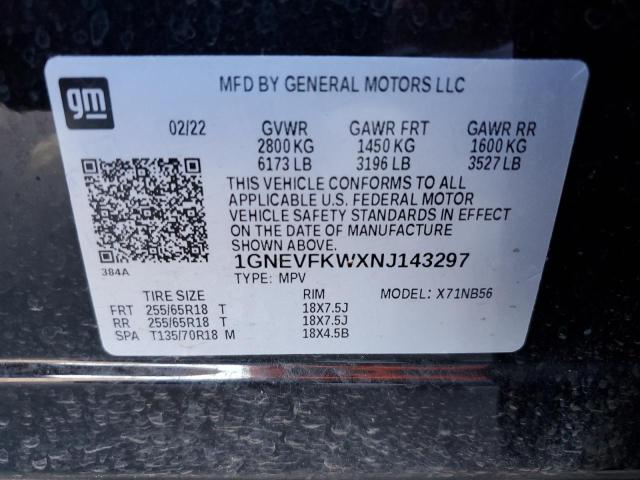 gm
MFD BY GENERAL MOTORS LLC
02/22 GVWR GAWR FRT GAWR RR
2800 KG 1450 KG 1600 KG
6173 LB 3196 LB 3527 LB
THIS VEHICLE CONFORMS TO ALL
APPLICABLE U.S. FEDERAL MOTOR
VEHICLE SAFETY STANDARDS IN EFFECT
ON THE DATE OF MANUFACTURE
SHOWN ABOVE.
384A
1GNEVFKWXNJ143297
TYPE: MPV
TIRE SIZE RIM MODEL: X71NB56
FRT 255/65R18 T 18X7.5J
RR 255/65R18 T 18X7.5J
SPA T135/70R18 M 18X4.5B